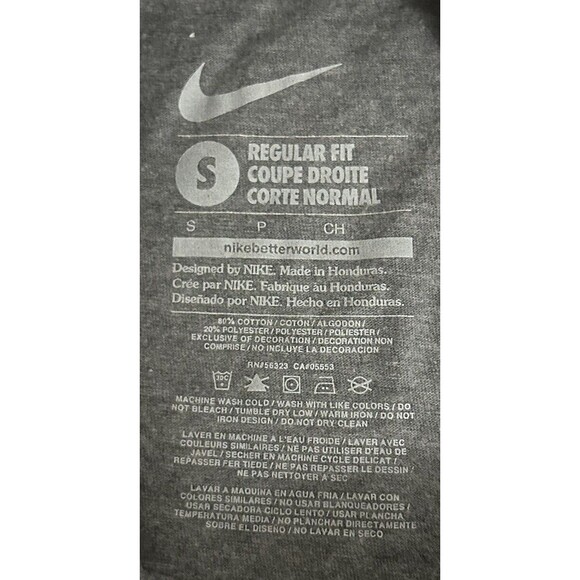 S
REGULAR FIT
COUPE DROITE
CORTE NORMAL
S P CH
nikebetterworld.com
Designed by NIKE. Made in Honduras.
Crée par NIKE. Fabrique au Honduras.
Diseñado por NIKE. Hecho en Honduras.
80% COTTON / COTON / ALGODON /
20% POLYESTER / POLYESTER / POLIESTER /
EXCLUSIVE OF DECORATION / DECORATION NON
COMPRISE / NO INCLUYE LA DECORACION
RN#56323 CA#05553
30C
MACHINE WASH COLD / WASH WITH LIKE COLORS / DO
NOT BLEACH / TUMBLE DRY LOW / WARM IRON / DO NOT
IRON DESIGN / DO NOT DRY CLEAN
LAVER EN MACHINE A L'EAU FROIDE / LAVER AVEC
COULEURS SIMILAIRES / NE PAS UTILISER D'EAU DE
JAVEL / SECHER EN MACHINE CYCLE DELICAT /
REPASSER FER TIEDE / NE PAS REPASSER LE DESSIN /
NE PAS NETTOYER A SEC
LAVAR A MAQUINA EN AGUA FRIA / LAVAR CON
COLORES SIMILARES / NO USAR BLANQUEADORES /
USAR SECADORA CICLO LENTO / USAR PLANCHA
TEMPERATURA MEDIA / NO PLANCHAR DIRECTAMENTE
SOBRE EL DISEÑO / NO LAVAR EN SECO